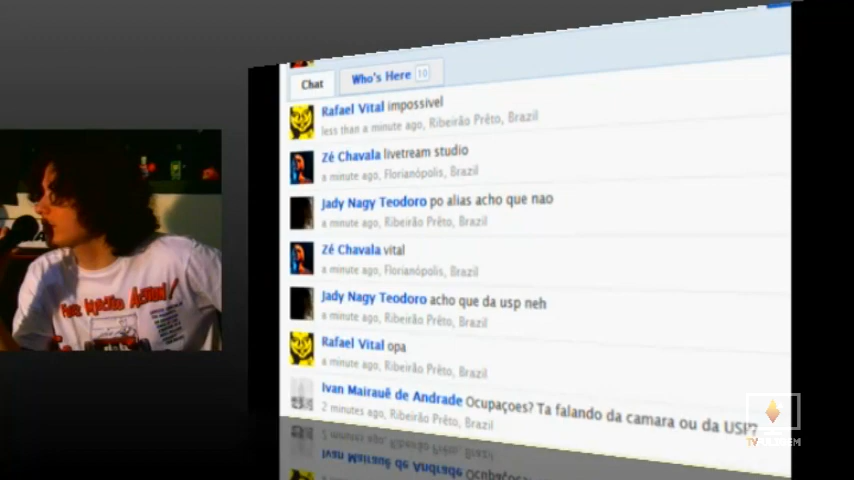 Chat
Who's Here 10
Rafael Vital impossivel
less than a minute ago, Ribeirão Prêto, Brazil
Zé Chavala livetream studio
a minute ago, Florianópolis, Brazil
Jady Nagy Teodoro po alias acho que nao
a minute ago, Ribeirão Prêto, Brazil
Zé Chavala vital
a minute ago, Florianópolis, Brazil
Jady Nagy Teodoro acho que da usp neh
a minute ago, Ribeirão Prêto, Brazil
Rafael Vital opa
a minute ago, Ribeirão Prêto, Brazil
Ivan Mairauê de Andrade Ocupaçoes? Ta falando da camara ou da USP?
2 minutes ago, Ribeirão Prêto, Brazil